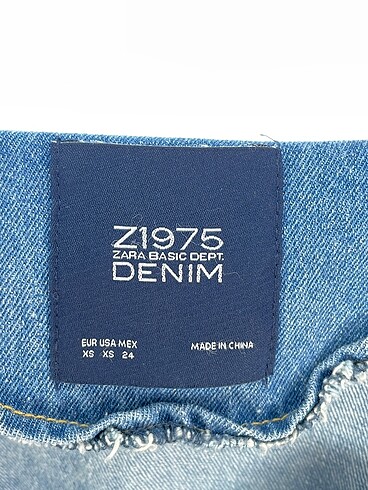 Z1975
ZARA BASIC DEPT.
DENIM
EUR USA MEX
XS XS 24
MADE IN CHINA